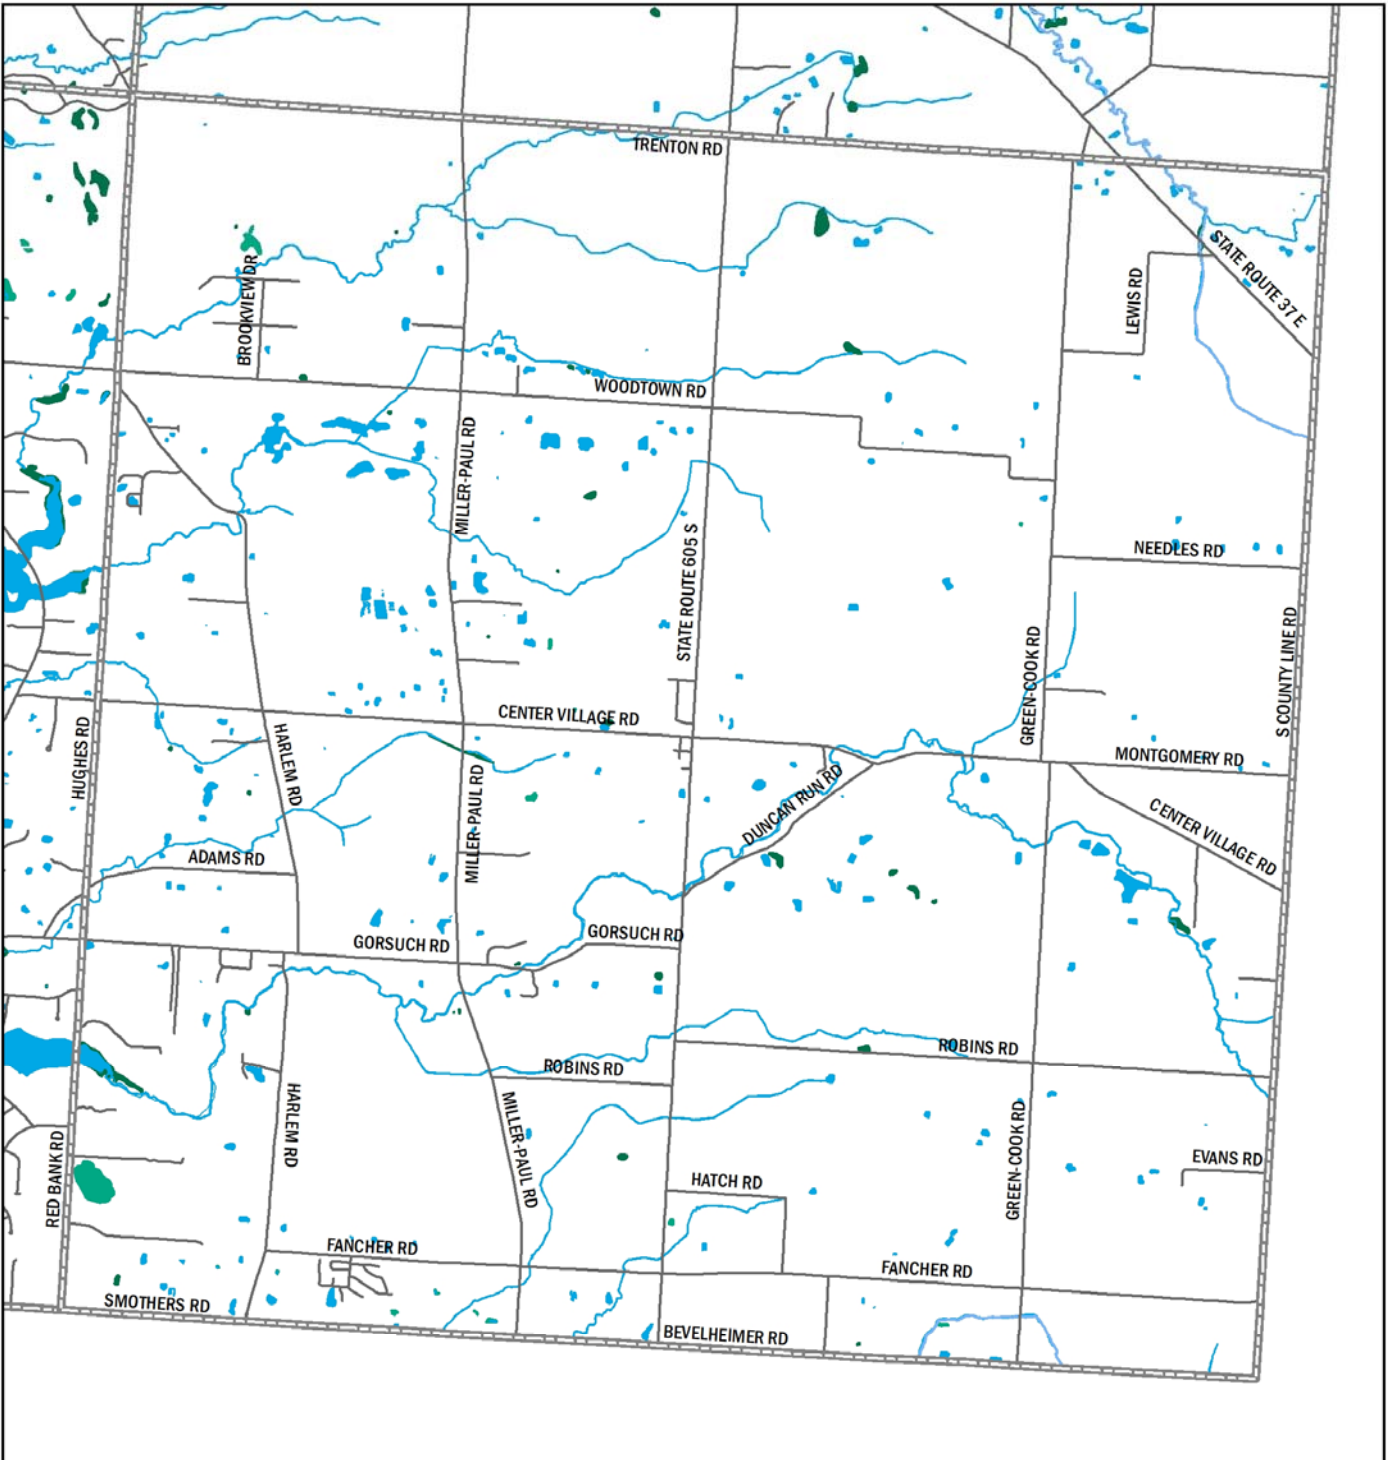 TRENTON RD
STATE ROUTE 37 E
LEWIS RD
BROOKVIEW DR
WOODTOWN RD
MILLER-PAUL RD
STATE ROUTE 605 S
NEEDLES RD
GREEN-COOK RD
S COUNTY LINE RD
CENTER VILLAGE RD
HUGHES RD
HARLEM RD
MONTGOMERY RD
MILLER-PAUL RD
DUNCAN RUN RD
CENTER VILLAGE RD
ADAMS RD
GORSUCH RD
GORSUCH RD
ROBINS RD
ROBINS RD
HARLEM RD
MILLER-PAUL RD
GREEN-COOK RD
RED BANK RD
EVANS RD
HATCH RD
FANCHER RD
FANCHER RD
SMOTHERS RD
BEVELHEIMER RD